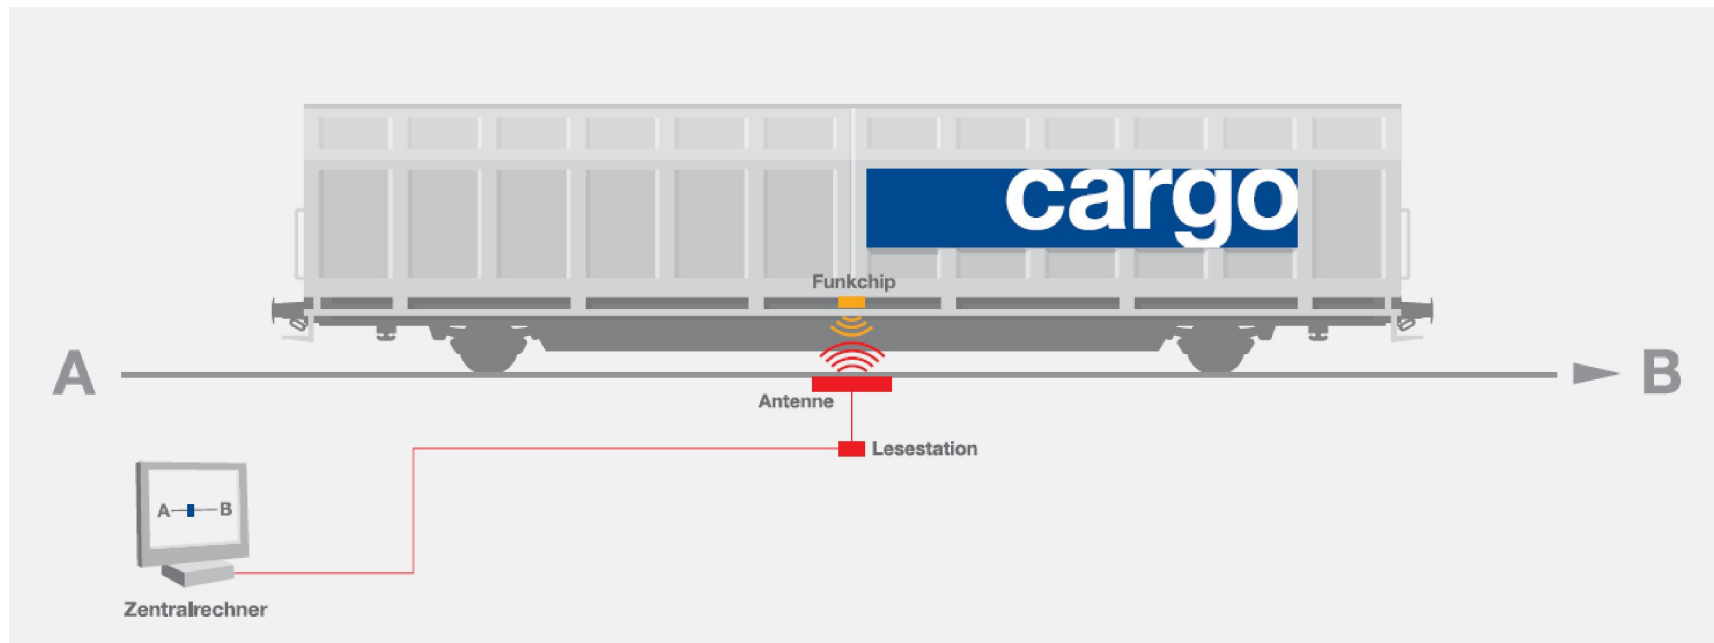 cargo
Funkchip
A
B
Antenne
Lesestation
A B
Zentralrechner